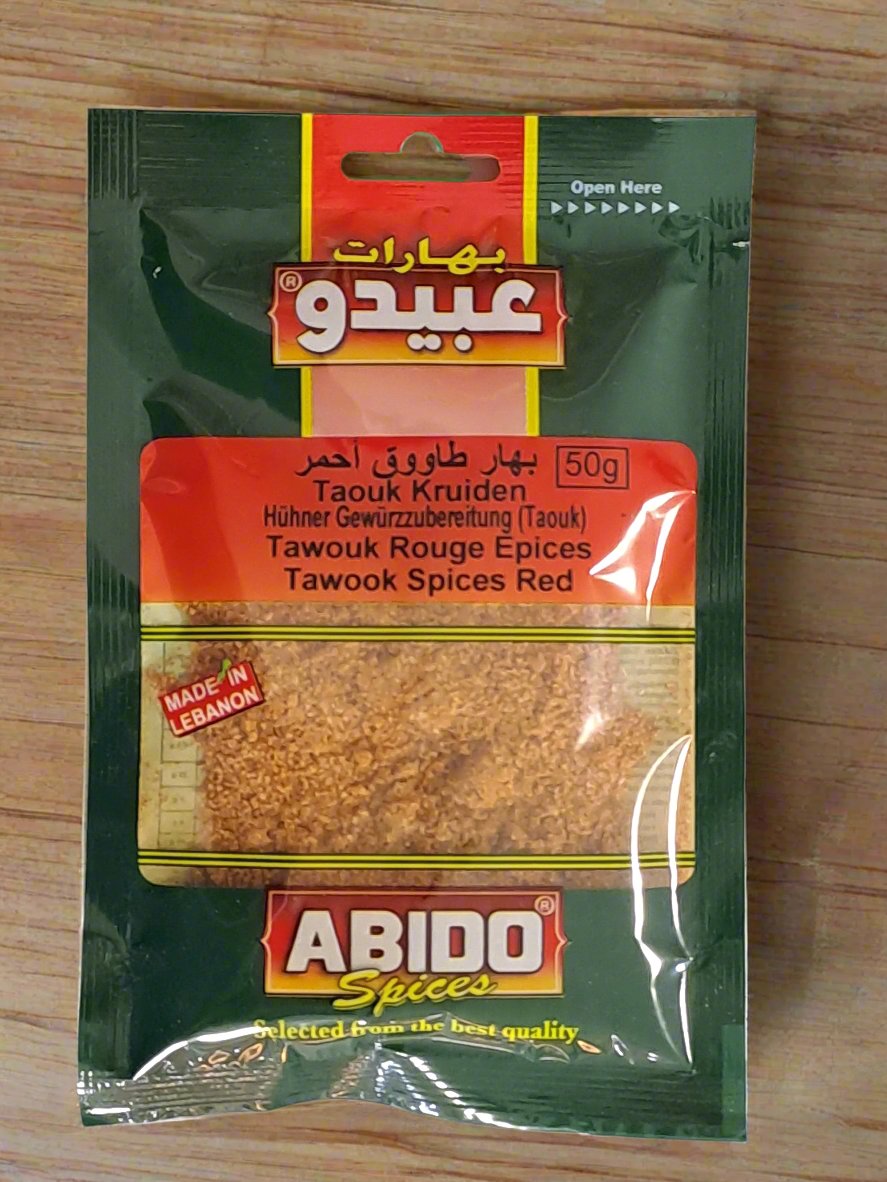 Open Here
بهارات
عبيدو
®
بهار طاووق أحمر
50g
Taouk Kruiden
Hühner Gewürzzubereitung (Taouk)
Tawouk Rouge Epices
Tawook Spices Red
MADE IN
LEBANON
ABIDO
®
Spices
Selected from the best quality